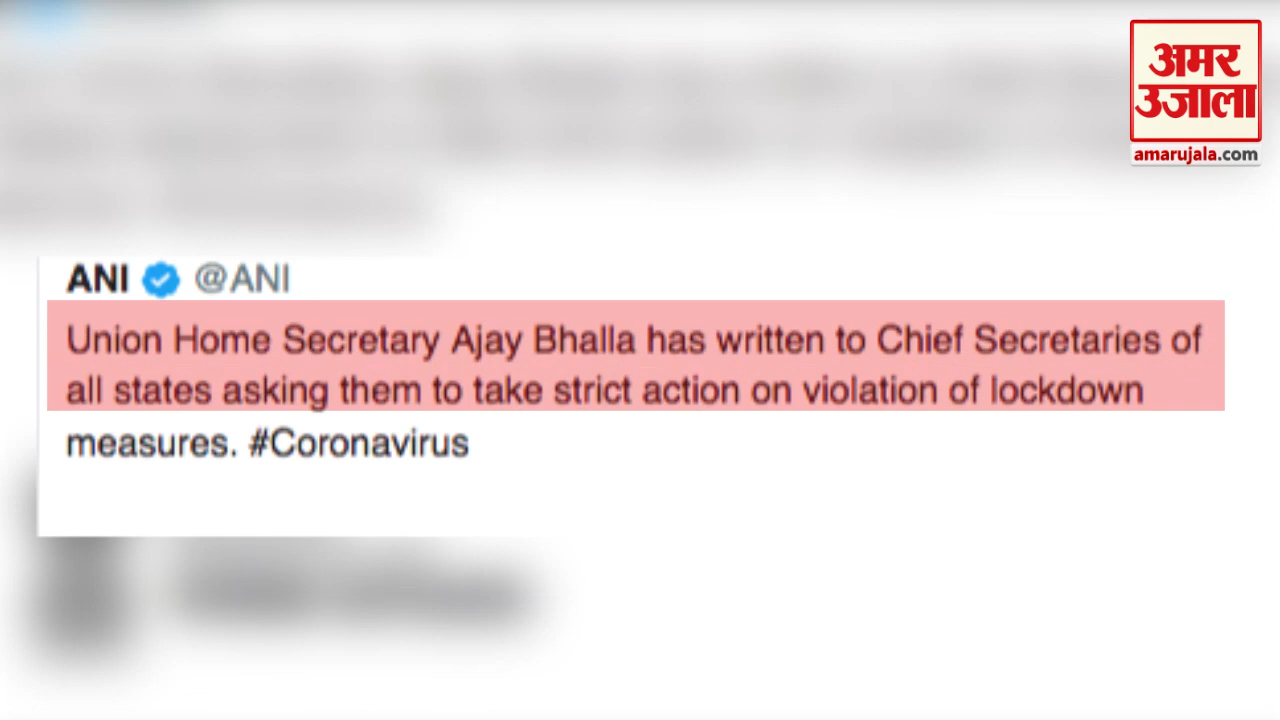 अमर
उजाला
amarujala.com
ANI @ANI
Union Home Secretary Ajay Bhalla has written to Chief Secretaries of
all states asking them to take strict action on violation of lockdown
measures. #Coronavirus